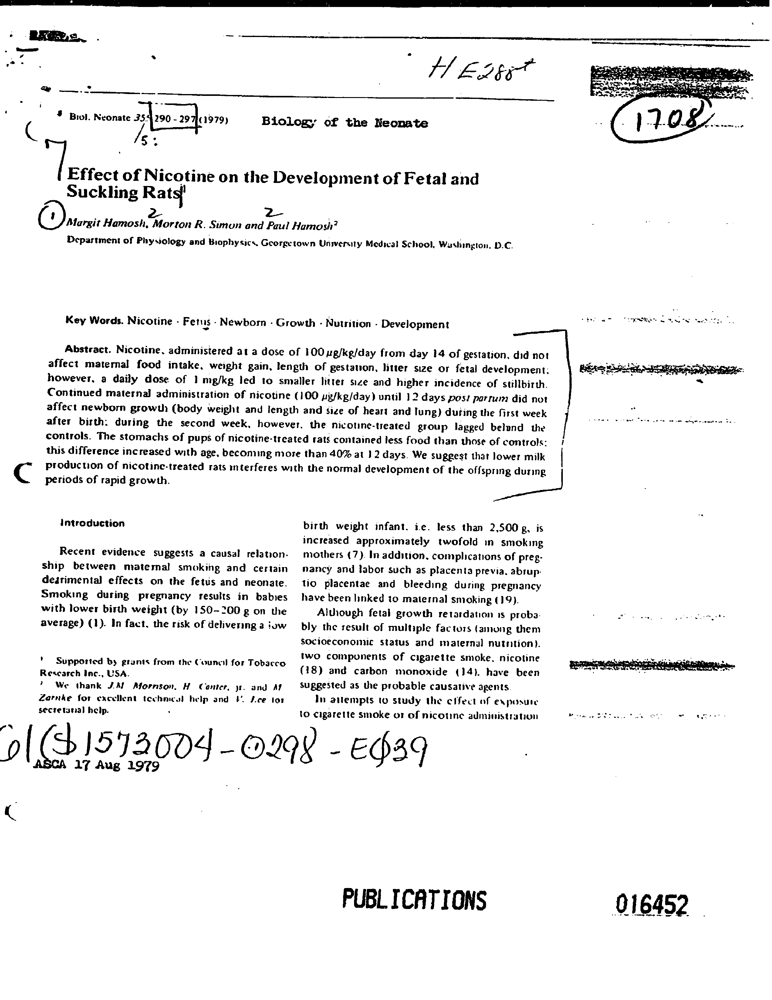 H E288+
Biol. Neonate 35: 290-297 (1979)
Biology of the Neonate
1708
/5:
Effect of Nicotine on the Development of Fetal and
Suckling Rats¹
1
2
2
Margit Hamosh, Morton R. Simon and Paul Hamosh²
Department of Physiology and Biophysics, Georgetown University Medical School, Washington, D.C.
Key Words. Nicotine · Fetus · Newborn · Growth · Nutrition · Development
Abstract. Nicotine, administered at a dose of 100 µg/kg/day from day 14 of gestation, did not
affect maternal food intake, weight gain, length of gestation, litter size or fetal development;
however, a daily dose of 1 mg/kg led to smaller litter size and higher incidence of stillbirth.
Continued maternal administration of nicotine (100 µg/kg/day) until 12 days post partum did not
affect newborn growth (body weight and length and size of heart and lung) during the first week
after birth; during the second week, however, the nicotine-treated group lagged behind the
controls. The stomachs of pups of nicotine-treated rats contained less food than those of controls;
this difference increased with age, becoming more than 40% at 12 days. We suggest that lower milk
production of nicotine-treated rats interferes with the normal development of the offspring during
periods of rapid growth.
Introduction
Recent evidence suggests a causal relation-
ship between maternal smoking and certain
detrimental effects on the fetus and neonate.
Smoking during pregnancy results in babies
with lower birth weight (by 150-200 g on the
average) (1). In fact, the risk of delivering a low
¹ Supported by grants from the Council for Tobacco
Research Inc., USA.
² We thank J.M. Mornson, H. Canter, jr. and M.
Zarnke for excellent technical help and V. Lee for
secretarial help.
birth weight infant, i.e. less than 2,500 g, is
increased approximately twofold in smoking
mothers (7). In addition, complications of preg-
nancy and labor such as placenta previa, abrup-
tio placentae and bleeding during pregnancy
have been linked to maternal smoking (19).
Although fetal growth retardation is proba-
bly the result of multiple factors (among them
socioeconomic status and maternal nutrition),
two components of cigarette smoke, nicotine
(18) and carbon monoxide (14), have been
suggested as the probable causative agents.
In attempts to study the effect of exposure
to cigarette smoke or of nicotine administration
61($1573004-0298-EØ39
ASCA 17 Aug 1979
PUBLICATIONS
016452